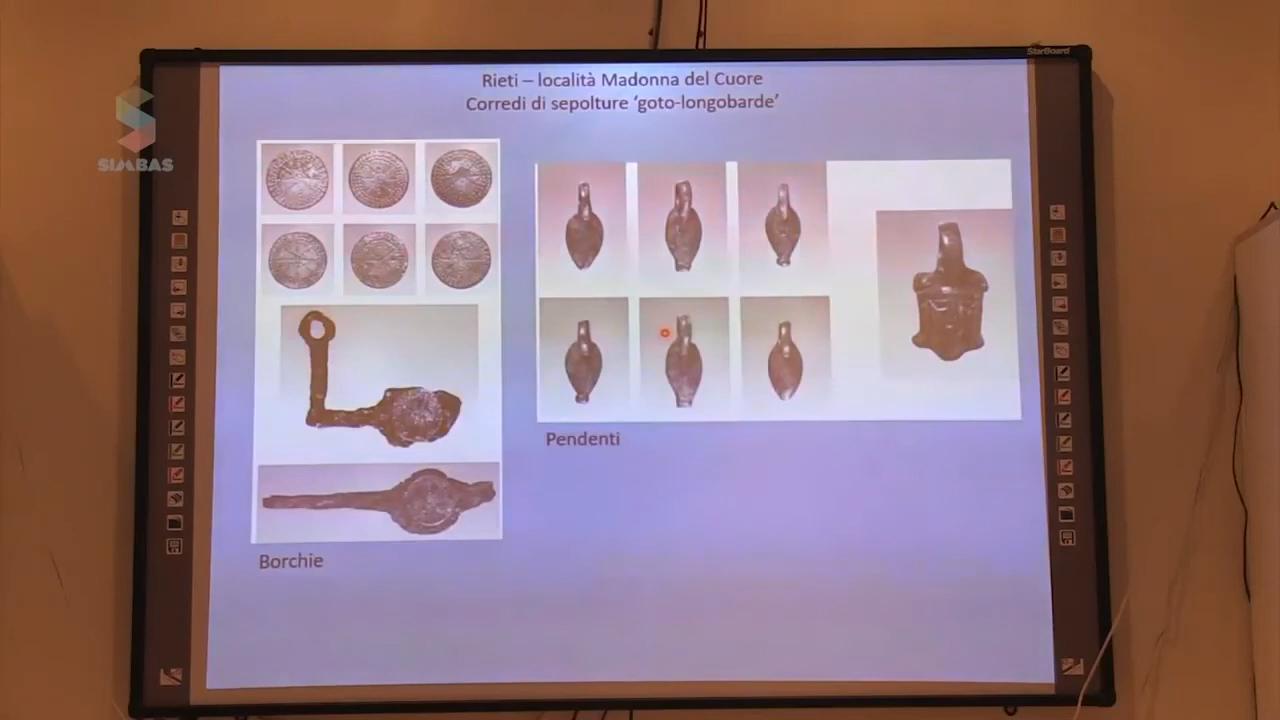 StarBoard
Rieti – località Madonna del Cuore
Corredi di sepolture ‘goto-longobarde’
SIMBAS
Pendenti
Borchie